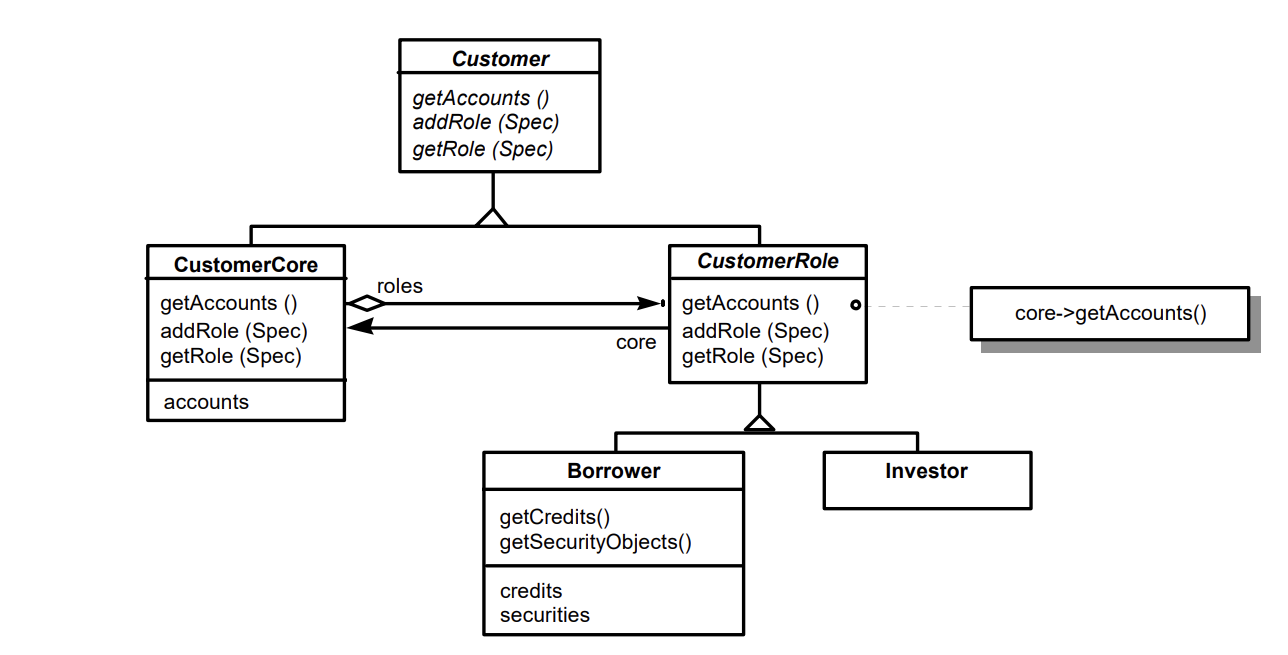 Customer
getAccounts ()
addRole (Spec)
getRole (Spec)
CustomerCore
getAccounts ()
addRole (Spec)
getRole (Spec)
accounts
roles
core
CustomerRole
getAccounts ()
addRole (Spec)
getRole (Spec)
core->getAccounts()
Borrower
getCredits()
getSecurityObjects()
credits
securities
Investor